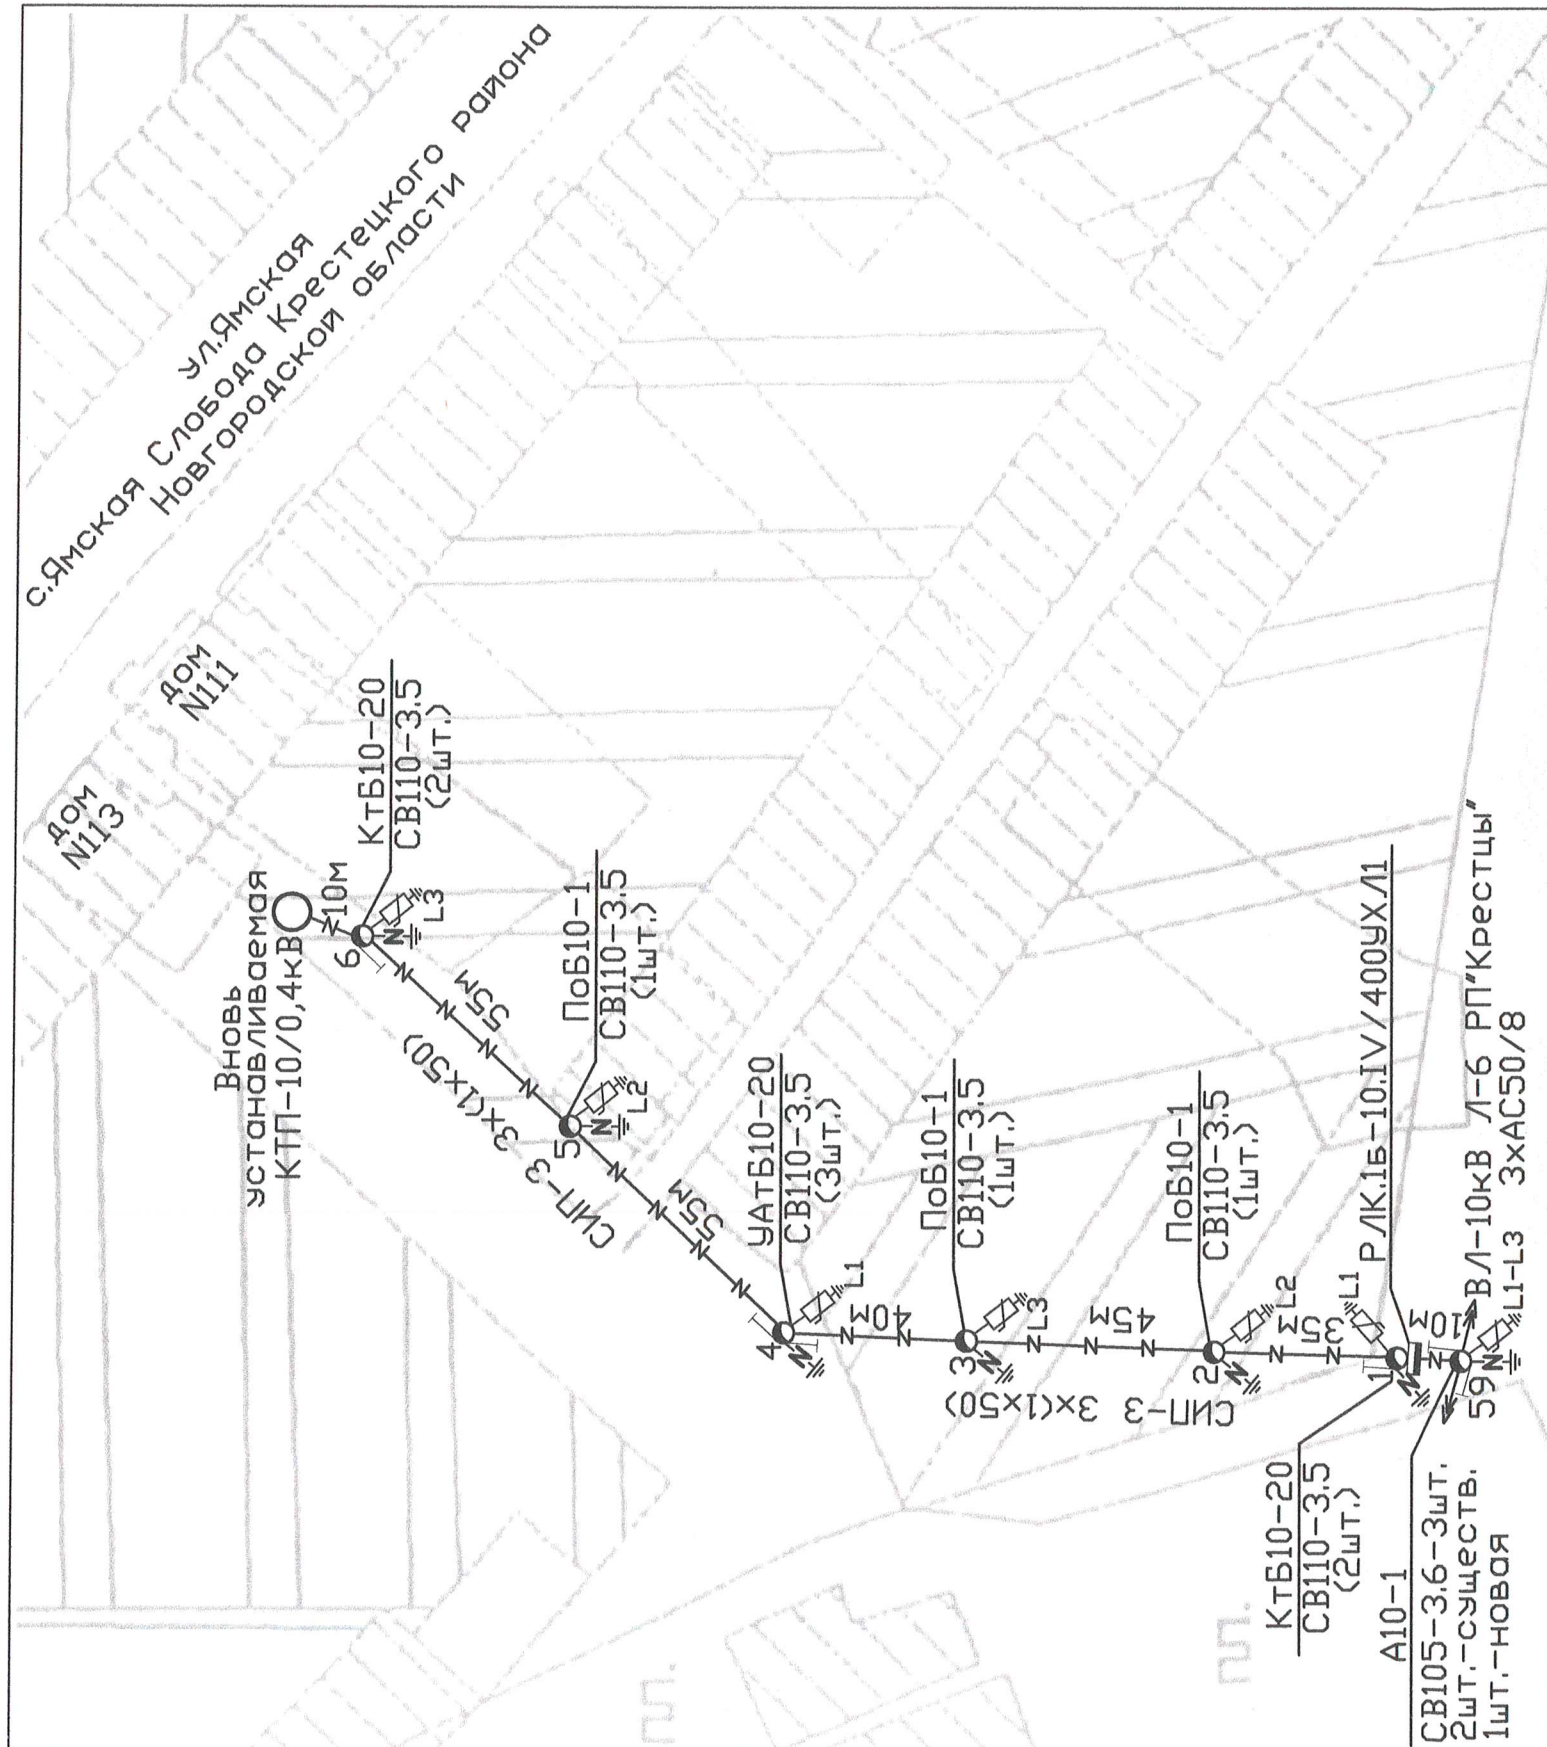 с.Ямская Слобода Крестецкого района
Новгородской области
ул.Ямская
дом
N113
дом
N111
Вновь
устанавливаемая
КТП-10/0,4кВ
10м
6
КтБ10-20
СВ110-3.5
(2шт.)
L3
55м
СИП-3 3х(1х50)
5
ПоБ10-1
СВ110-3.5
(1шт.)
L2
55м
4
УАтБ10-20
СВ110-3.5
(3шт.)
L1
40м
3
ПоБ10-1
СВ110-3.5
(1шт.)
L3
45м
СИП-3 3х(1х50)
2
ПоБ10-1
СВ110-3.5
(1шт.)
L2
35м
1
L1
РЛК.1Б-10.IV/400УХЛ1
КтБ10-20
СВ110-3.5
(2шт.)
10м
59
ВЛ-10кВ Л-6 РП"Крестцы"
L1-L3 3хАС50/8
А10-1
СВ105-3.6-3шт.
2шт.-существ.
1шт.-новая